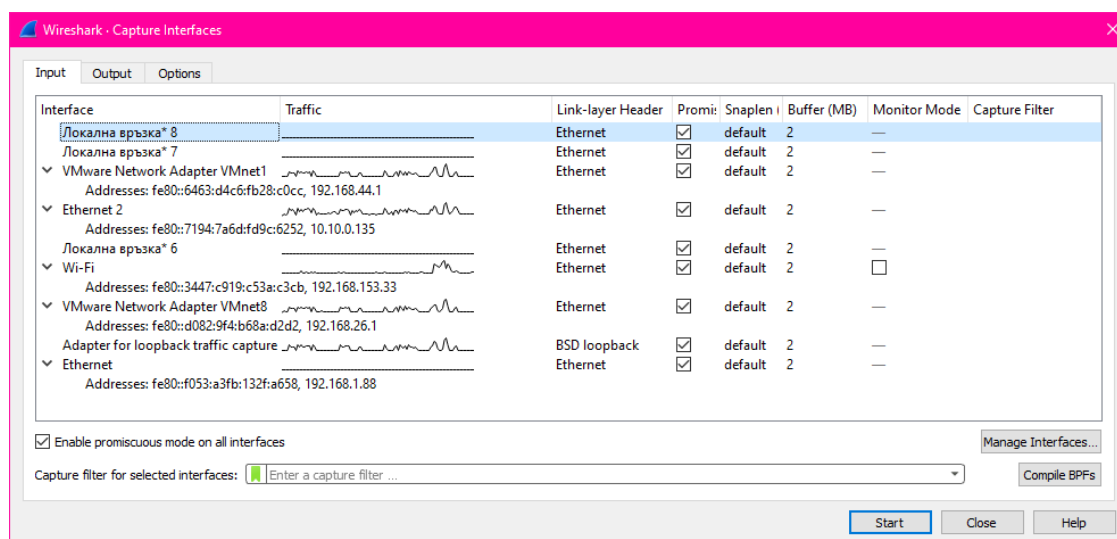 Wireshark · Capture Interfaces
Input Output Options
Interface Traffic Link-layer Header Promis Snaplen ( Buffer (MB) Monitor Mode Capture Filter
Локална връзка* 8 Ethernet default 2 —
Локална връзка* 7 Ethernet default 2 —
VMware Network Adapter VMnet1 Ethernet default 2 —
Addresses: fe80::6463:d4c6:fb28:c0cc, 192.168.44.1
Ethernet 2 Ethernet default 2 —
Addresses: fe80::7194:7a6d:fd9c:6252, 10.10.0.135
Локална връзка* 6 Ethernet default 2 —
Wi-Fi Ethernet default 2
Addresses: fe80::3447:c919:c53a:c3cb, 192.168.153.33
VMware Network Adapter VMnet8 Ethernet default 2 —
Addresses: fe80::d082:9f4:b68a:d2d2, 192.168.26.1
Adapter for loopback traffic capture BSD loopback default 2 —
Ethernet Ethernet default 2 —
Addresses: fe80::f053:a3fb:132f:a658, 192.168.1.88
Enable promiscuous mode on all interfaces Manage Interfaces...
Capture filter for selected interfaces: Enter a capture filter ... Compile BPFs
Start Close Help